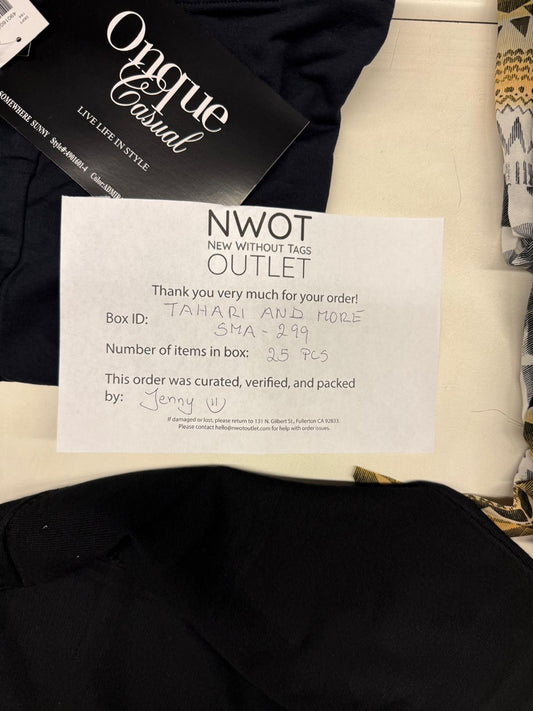 Onque
Casual
LIVE LIFE IN STYLE
SOMEWHERE SUNNY Style#:4901601-4
NWOT
NEW WITHOUT TAGS
OUTLET
Thank you very much for your order!
Box ID: TAHARI AND MORE
SMA - 299
Number of items in box: 25 PCS
This order was curated, verified, and packed
by: Jenny
If damaged or lost, please return to 131 N. Gilbert St., Fullerton CA 92833.
Please contact hello@nwotoutlet.com for help with order issues.